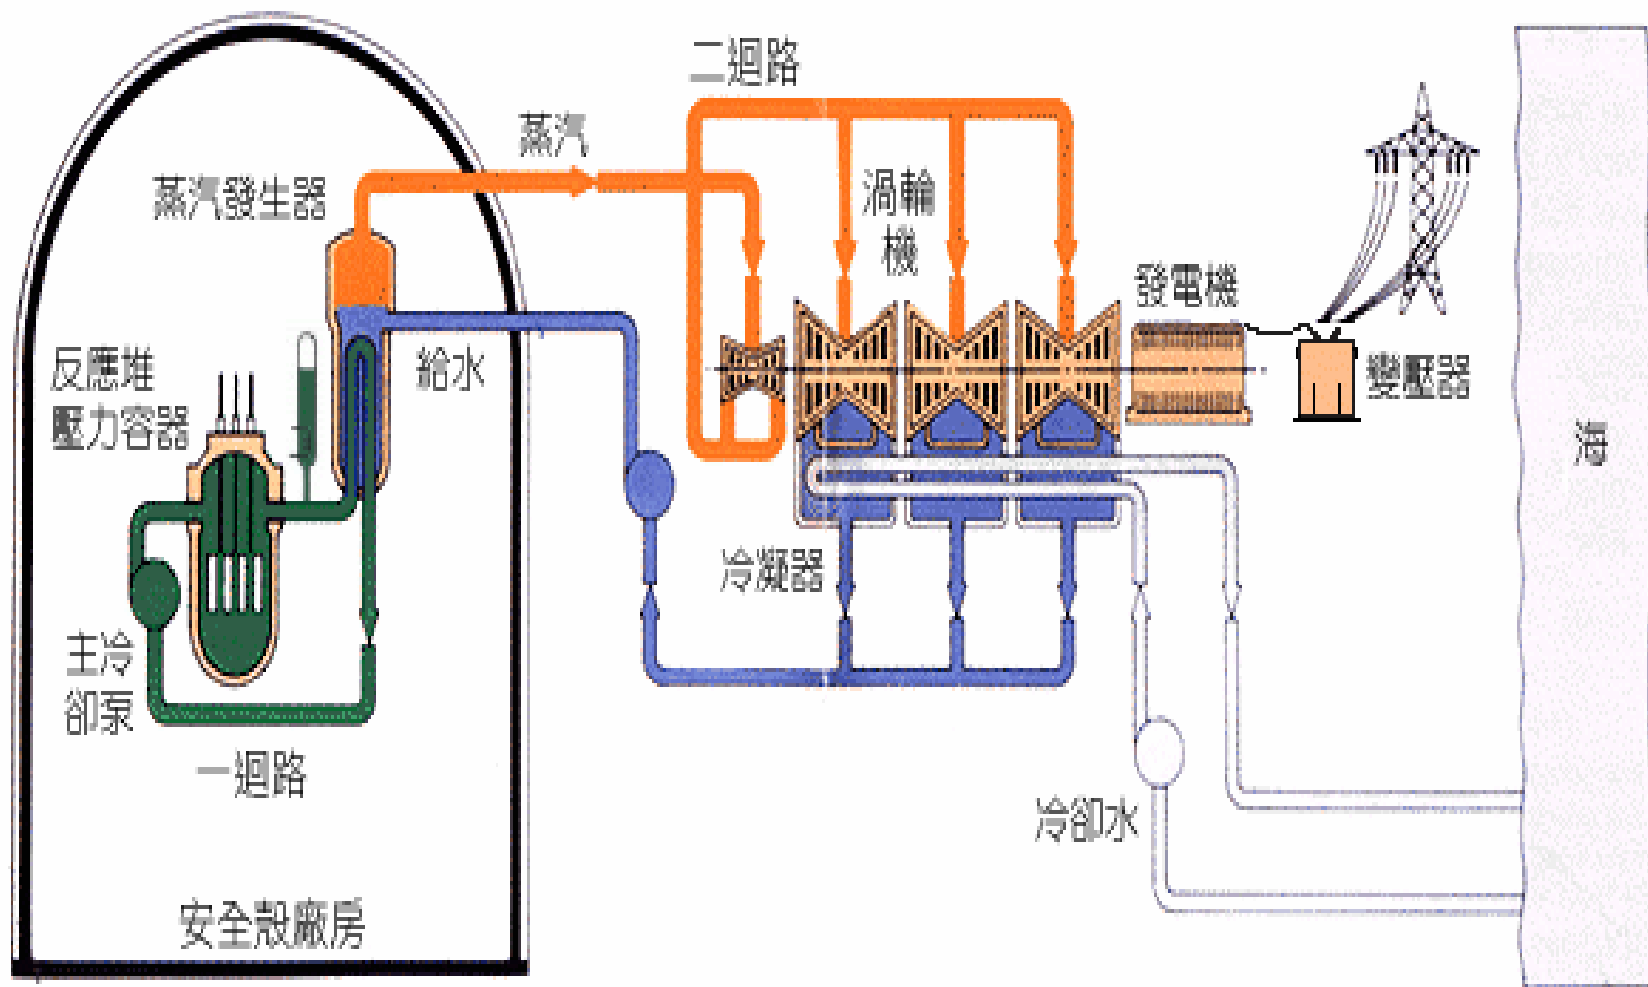 二迴路
蒸汽
蒸汽發生器
渦輪
機
發電機
反應堆
壓力容器
給水
變壓器
海
冷凝器
主冷
卻泵
一迴路
冷卻水
安全殼廠房